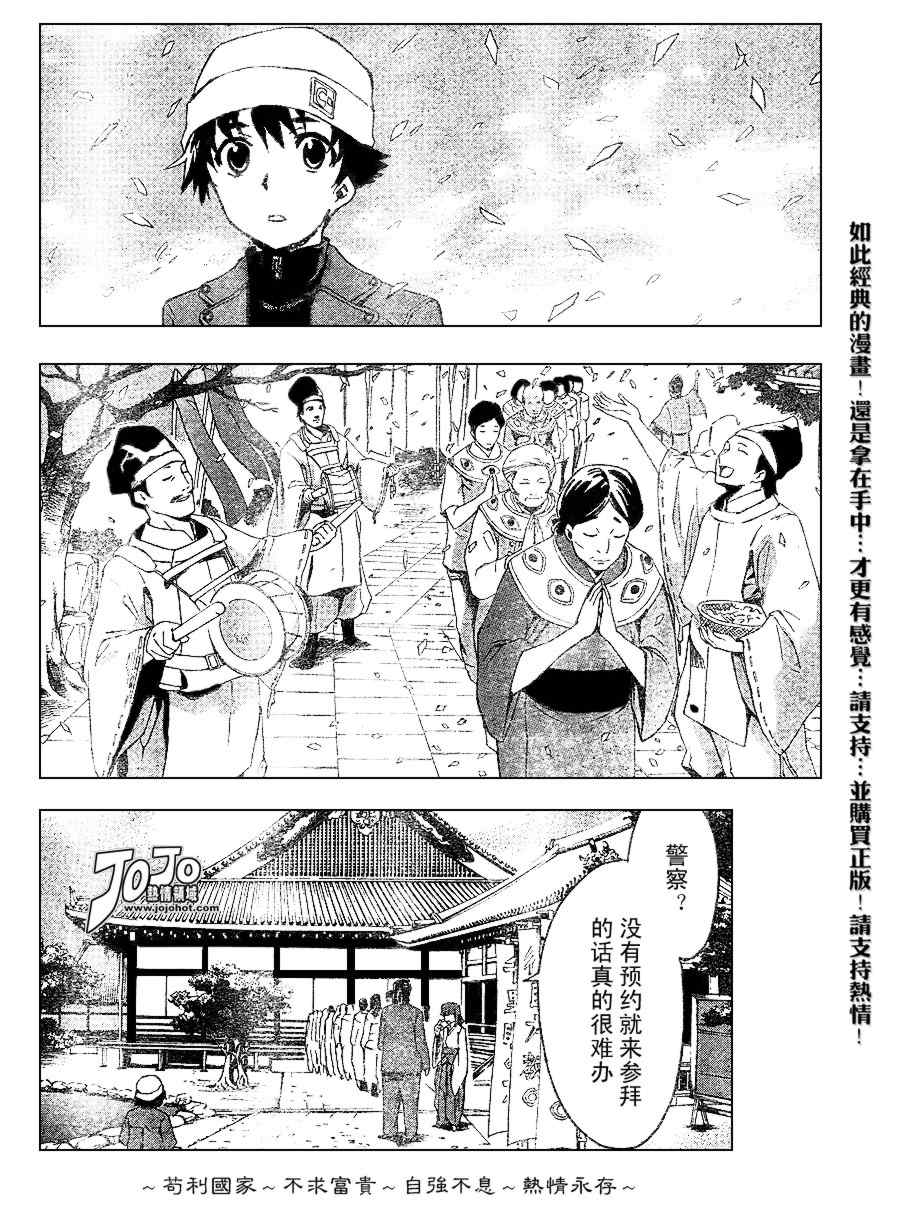 如此經典的漫畫！還是拿在手中…才更有感覺…請支持…並購買正版！請支持熱情！
警察？
没有预约就来参拜
的话真的很难办
JOJO
熱情領域
www.jojohot.com
～苟利國家～不求富貴～自強不息～熱情永存～